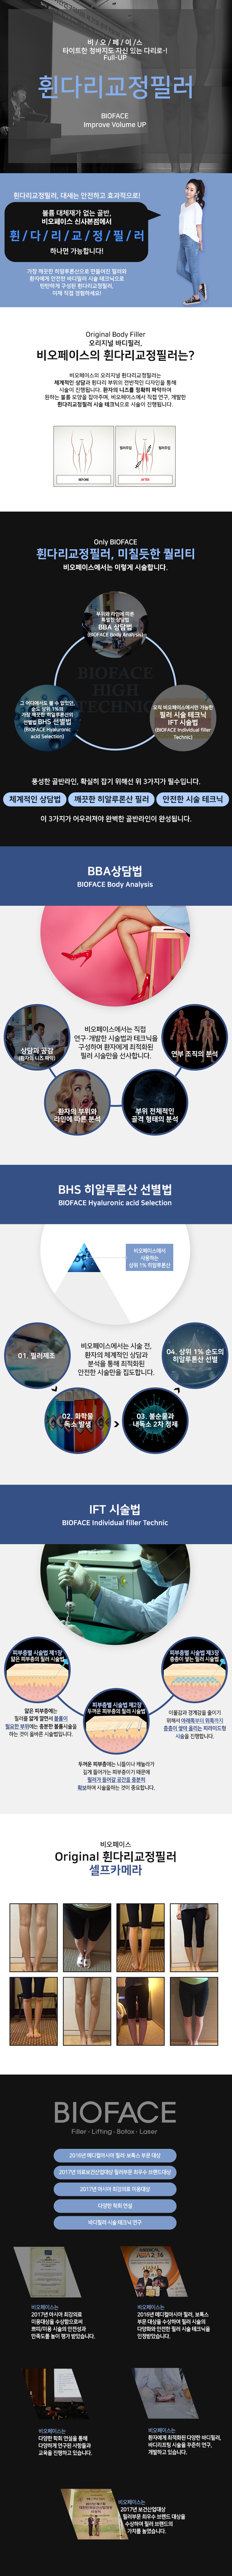 비/오/페/이/스
타이트한 청바지도 자신 있는 다리로~!
Full-UP
휜다리교정필러
BIOFACE
Improve Volume UP
휜다리교정필러, 대세는 안전하고 효과적으로!
볼륨 대체재가 없는 골반,
비오페이스 신사본점에서
휜/다/리/교/정/필/러
하나면 가능합니다!
가장 깨끗한 히알루론산으로 만들어진 필러와
환자에게 안전한 바디필러 시술 테크닉으로
탄탄하게 구성된 휜다리교정필러,
이제 직접 경험하세요!
Original Body Filler
오리지널 바디필러,
비오페이스의 휜다리교정필러는?
비오페이스의 오리지널 휜다리교정필러는
체계적인 상담과 휜다리 부위의 전반적인 디자인을 통해
시술이 진행됩니다. 환자의 니즈를 정확히 파악하여
원하는 볼륨 모양을 잡아주며, 비오페이스에서 직접 연구, 개발한
휜다리교정필러 시술 테크닉으로 시술이 진행됩니다.
필러주입
필러주입
BEFORE
AFTER
Only BIOFACE
휜다리교정필러, 미칠듯한 퀄리티
비오페이스에서는 이렇게 시술합니다.
부위와 라인에 따른
특별한 상담법
BBA 상담법
(BIOFACE Body Analysis)
BIOFACE
HIGH
TECHNIC
그 어디에서도 볼 수 없었던,
순도 상위 1%의
가장 깨끗한 히알루론산의
선별법 BHS 선별법
(BIOFACE Hyaluronic
acid Selection)
오직 비오페이스에서만 가능한
필러 시술 테크닉
IFT 시술법
(BIOFACE Individual filler
Technic)
풍성한 골반라인, 확실히 잡기 위해선 위 3가지가 필수입니다.
체계적인 상담법
깨끗한 히알루론산 필러
안전한 시술 테크닉
이 3가지가 어우러져야 완벽한 골반라인이 완성됩니다.
BBA상담법
BIOFACE Body Analysis
비오페이스에서는 직접
연구·개발한 시술법과 테크닉을
구성하여 환자에게 최적화된
필러 시술만을 선사합니다.
상담과 공감
(환자의 니즈 파악)
연부 조직의 분석
환자의 부위와
라인에 따른 분석
부위 전체적인
골격 형태의 분석
BHS 히알루론산 선별법
BIOFACE Hyaluronic acid Selection
비오페이스에서
사용하는
상위 1% 히알루론산
01. 필러제조
비오페이스에서는 시술 전,
환자의 체계적인 상담과
분석을 통해 최적화된
안전한 시술만을 집도합니다.
04. 상위 1% 순도의
히알루론산 선별
02. 화학물
독소 발생
03. 불순물과
내독소 2차 정제
IFT 시술법
BIOFACE Individual filler Technic
피부층별 시술법 제1장
얇은 피부층의 필러 시술법
피부층별 시술법 제2장
두꺼운 피부층의 필러 시술법
피부층별 시술법 제3장
층층이 쌓는 필러 시술법
얇은 피부층에는
필러를 얇게 깔면서 볼륨이
필요한 부위에는 충분한 볼륨시술을
하는 것이 올바른 시술법입니다.
두꺼운 피부층에는 니들이나 캐뉼라가
깊게 들어가는 피부층이기 때문에
필러가 들어갈 공간을 충분히
확보하여 시술을하는 것이 중요합니다.
이물감과 경계감을 줄이기
위해서 아래쪽부터 위쪽까지
층층이 쌓아 올리는 피라미드형
시술을 진행합니다.
비오페이스
Original 휜다리교정필러
셀프카메라
BIOFACE
Filler · Lifting · Botox · Laser
2016년 메디컬아시아 필러·보톡스 부문 대상
2017년 의료보건산업대상 필러부문 최우수 브랜드대상
2017년 아시아 최강의료 미용대상
다양한 학회 연설
바디필러 시술 테크닉 연구
비오페이스는
2017년 아시아 최강의료
미용대상을 수상함으로써
쁘띠/미용 시술의 안전성과
만족도를 높이 평가 받았습니다.
비오페이스는
2016년 메디컬아시아 필러, 보톡스
부문 대상을 수상하여 필러 시술의
다양화와 안전한 필러 시술 테크닉을
인정받았습니다.
비오페이스는
다양한 학회 연설을 통해
다양하게 연구된 사항들과
교육을 진행하고 있습니다.
비오페이스는
환자에게 최적화된 다양한 바디필러,
바디리프팅 시술을 꾸준히 연구,
개발하고 있습니다.
비오페이스는
2017년 보건산업대상
필러부문 최우수 브랜드 대상을
수상하여 필러 브랜드의
가치를 높였습니다.